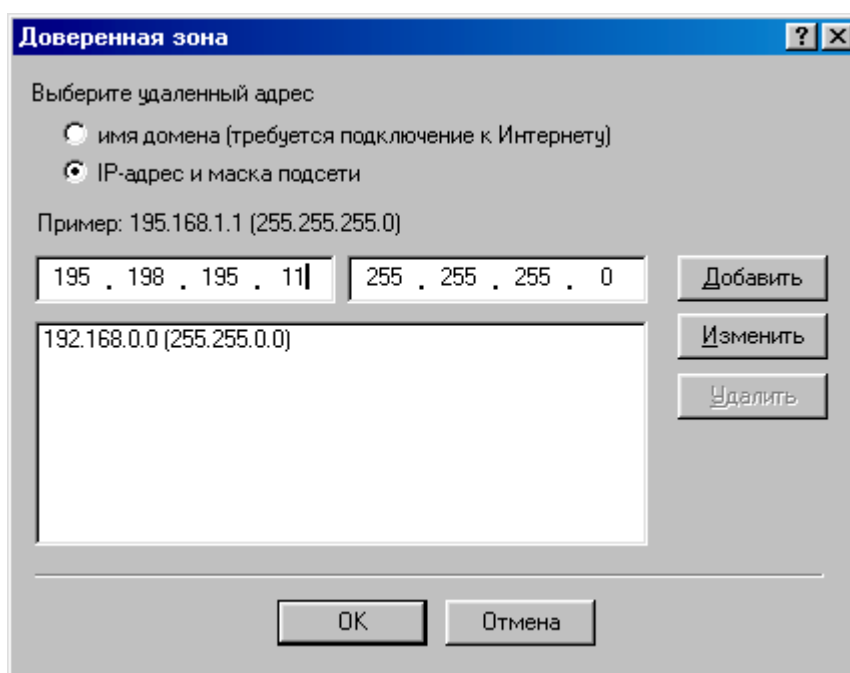 Доверенная зона
Выберите удаленный адрес
имя домена (требуется подключение к Интернету)
IP-адрес и маска подсети
Пример: 195.168.1.1 (255.255.255.0)
195 . 198 . 195 . 11 255 . 255 . 255 . 0 Добавить
192.168.0.0 (255.255.0.0) Изменить
Удалить
OK Отмена